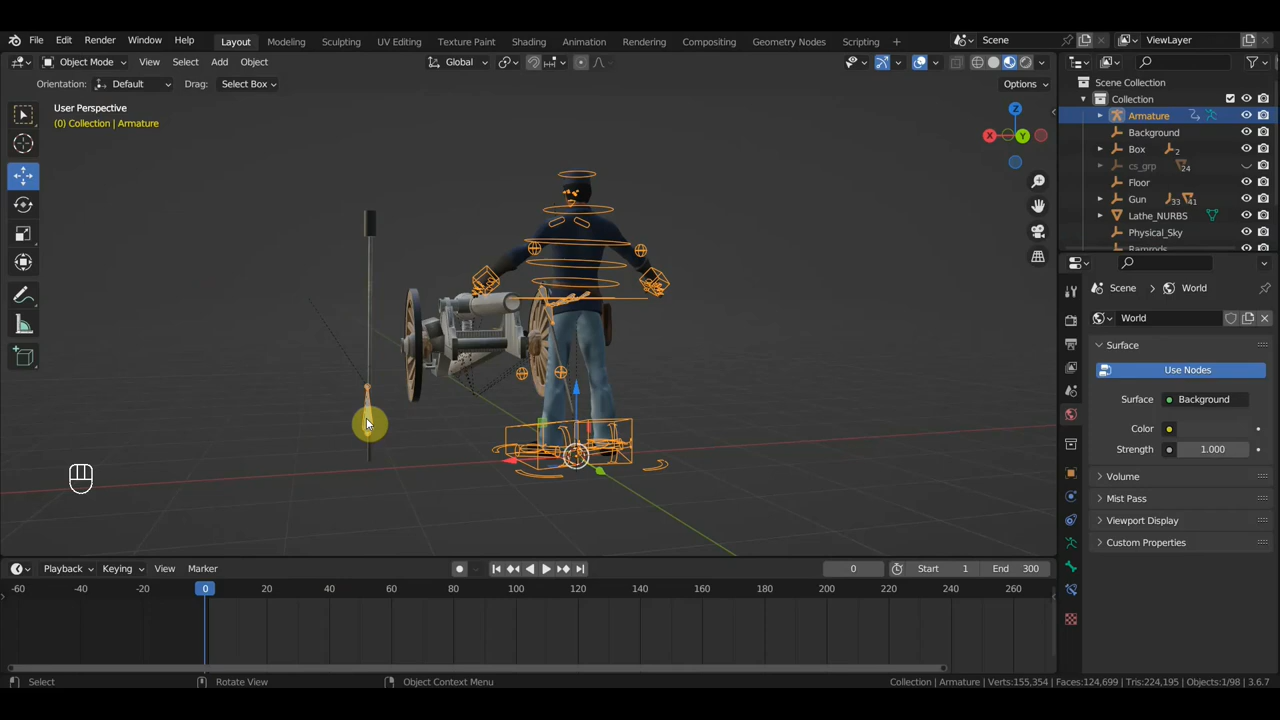 File Edit Render Window Help Layout Modeling Sculpting UV Editing Texture Paint Shading Animation Rendering Compositing Geometry Nodes Scripting + Scene ViewLayer
Object Mode View Select Add Object Global
Orientation: Default Drag: Select Box Options
User Perspective
(0) Collection | Armature
Z
X
Y
Scene Collection
Collection
Armature
Background
Box 2
cs_grp 24
Floor
Gun 33 41
Lathe_NURBS
Physical_Sky
Ramrods
Scene > World
World
Surface
Use Nodes
Surface Background
Color
Strength 1.000
Volume
Mist Pass
Viewport Display
Custom Properties
Playback Keying View Marker 0 Start 1 End 300
-60 -40 -20 0 20 40 60 80 100 120 140 160 180 200 220 240 260
Select Rotate View Object Context Menu Collection | Armature | Verts:155,354 | Faces:124,699 | Tris:224,195 | Objects:1/98 | 3.6.7